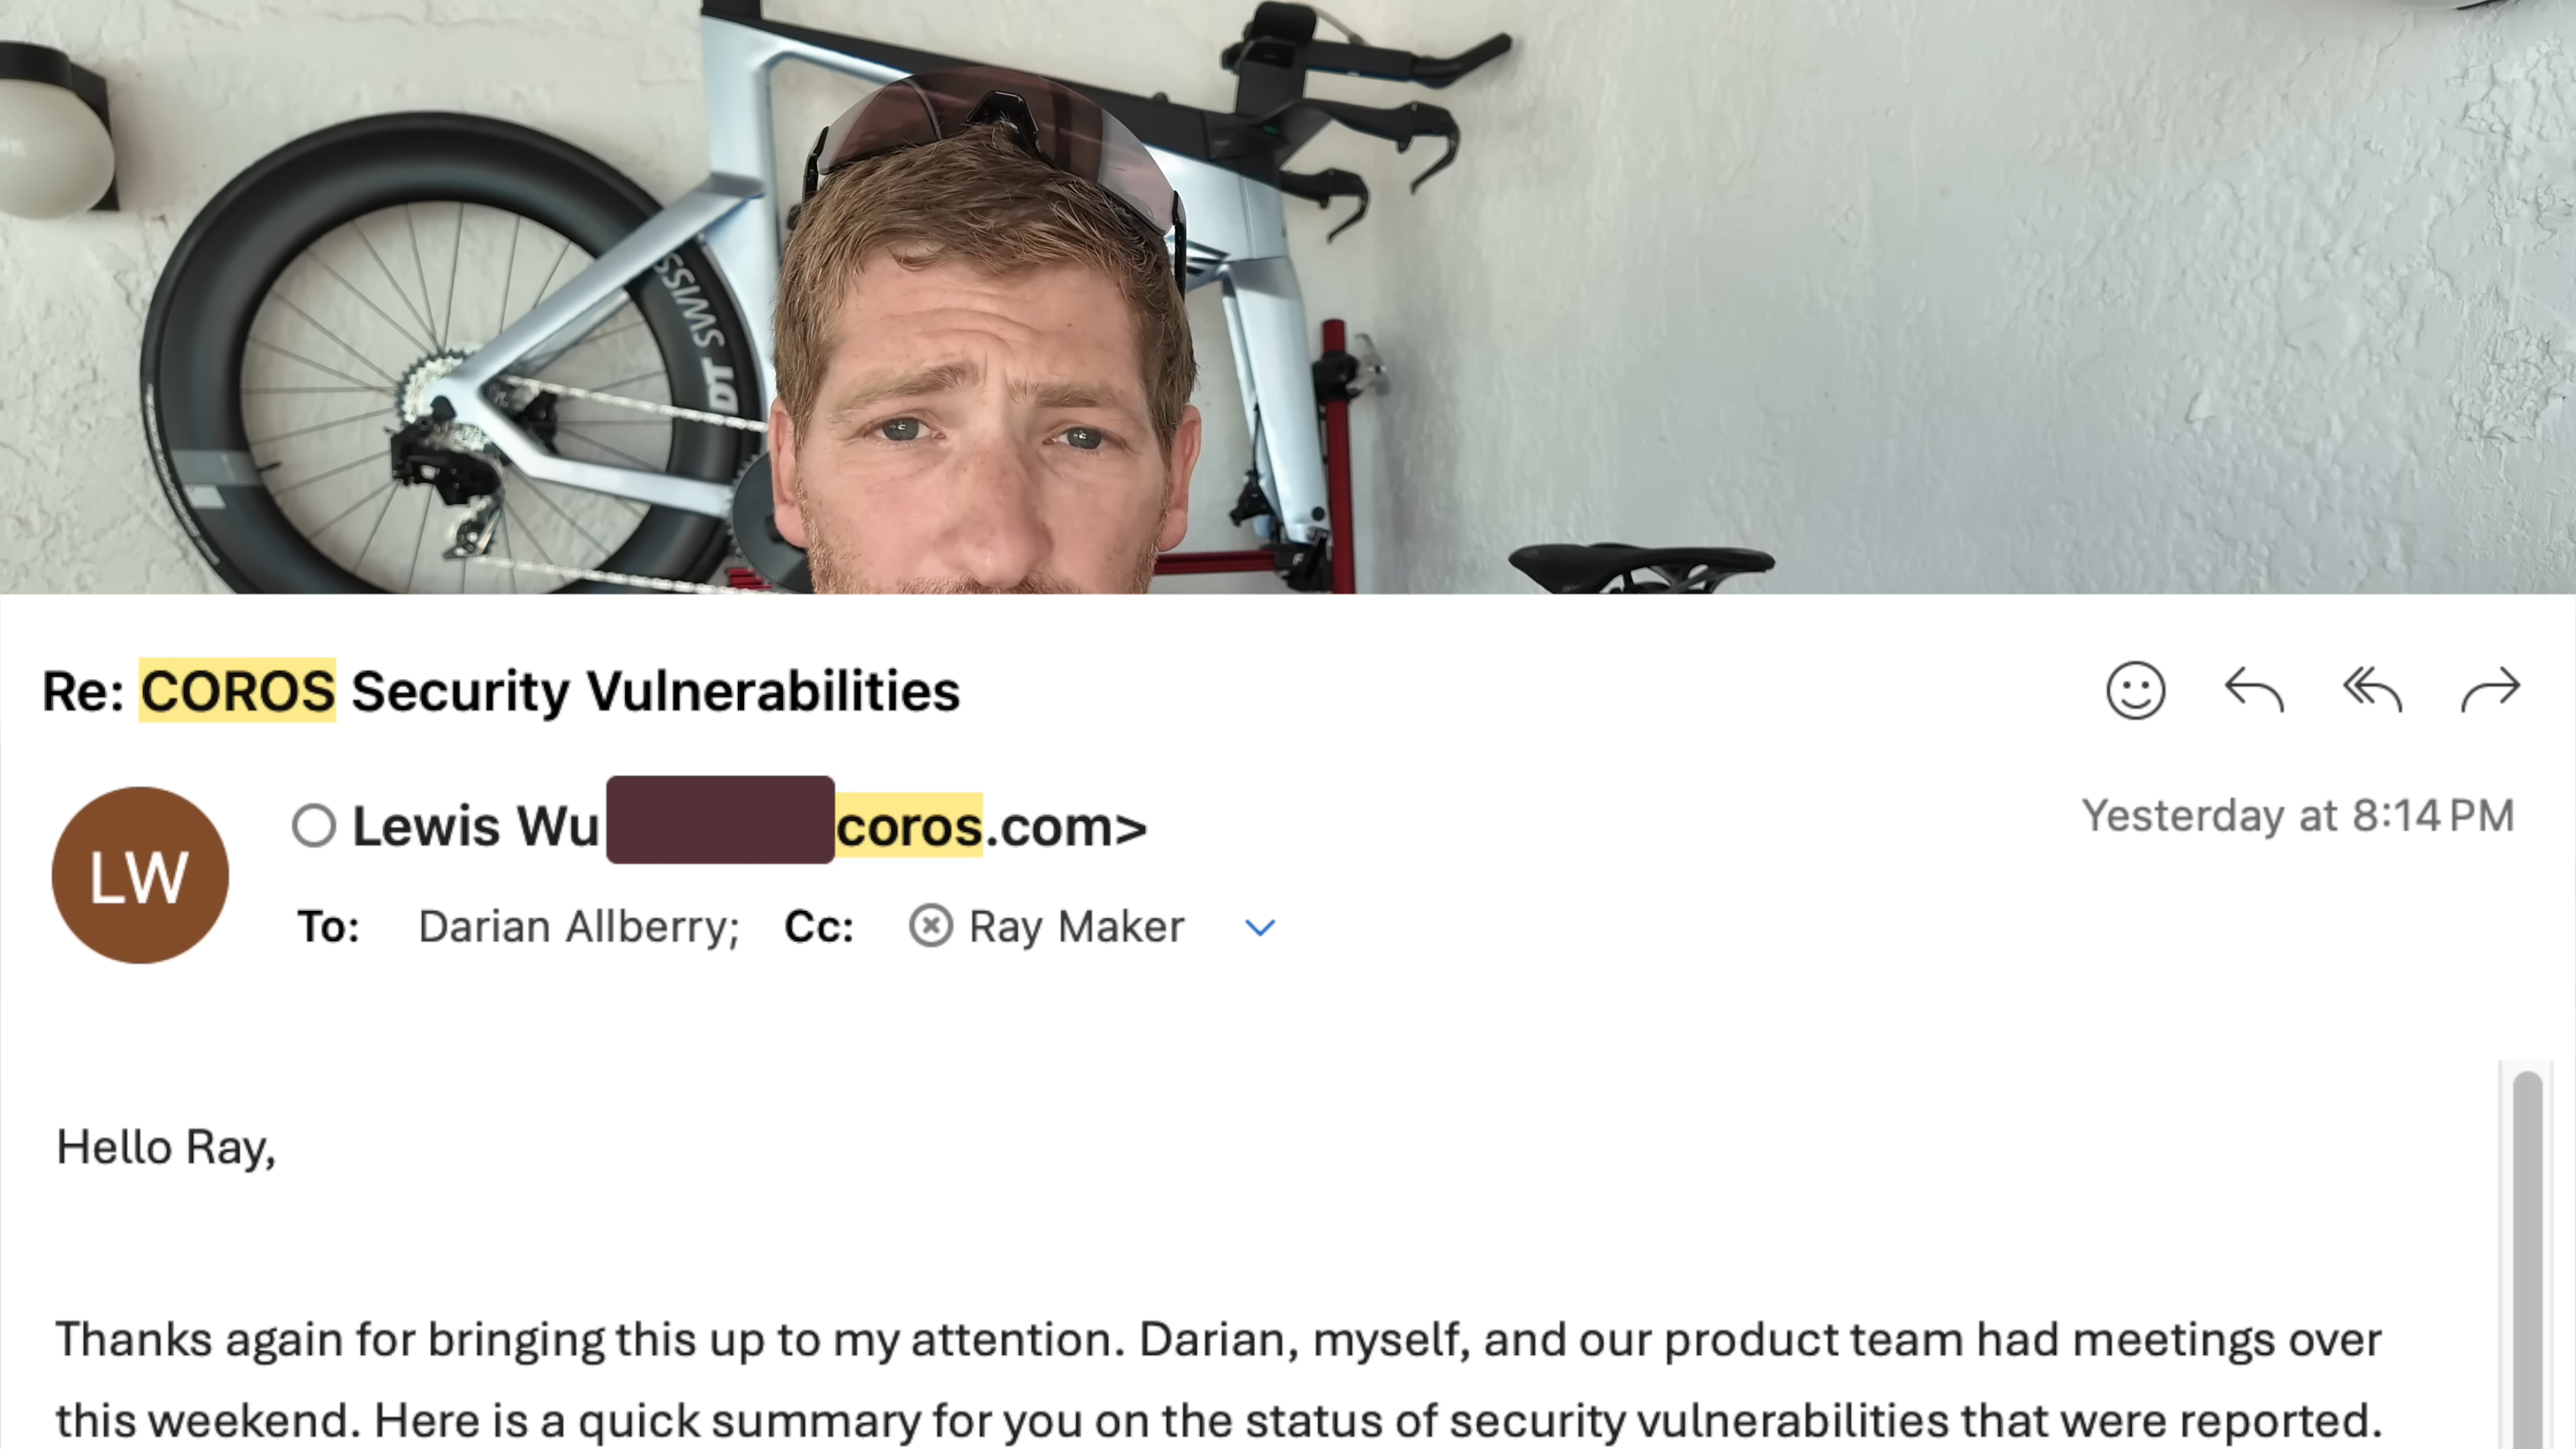 DT SWISS
Re: COROS Security Vulnerabilities
LW
Lewis Wu
coros.com>
Yesterday at 8:14 PM
To: Darian Allberry; Cc: Ray Maker
Hello Ray,
Thanks again for bringing this up to my attention. Darian, myself, and our product team had meetings over
this weekend. Here is a quick summary for you on the status of security vulnerabilities that were reported.